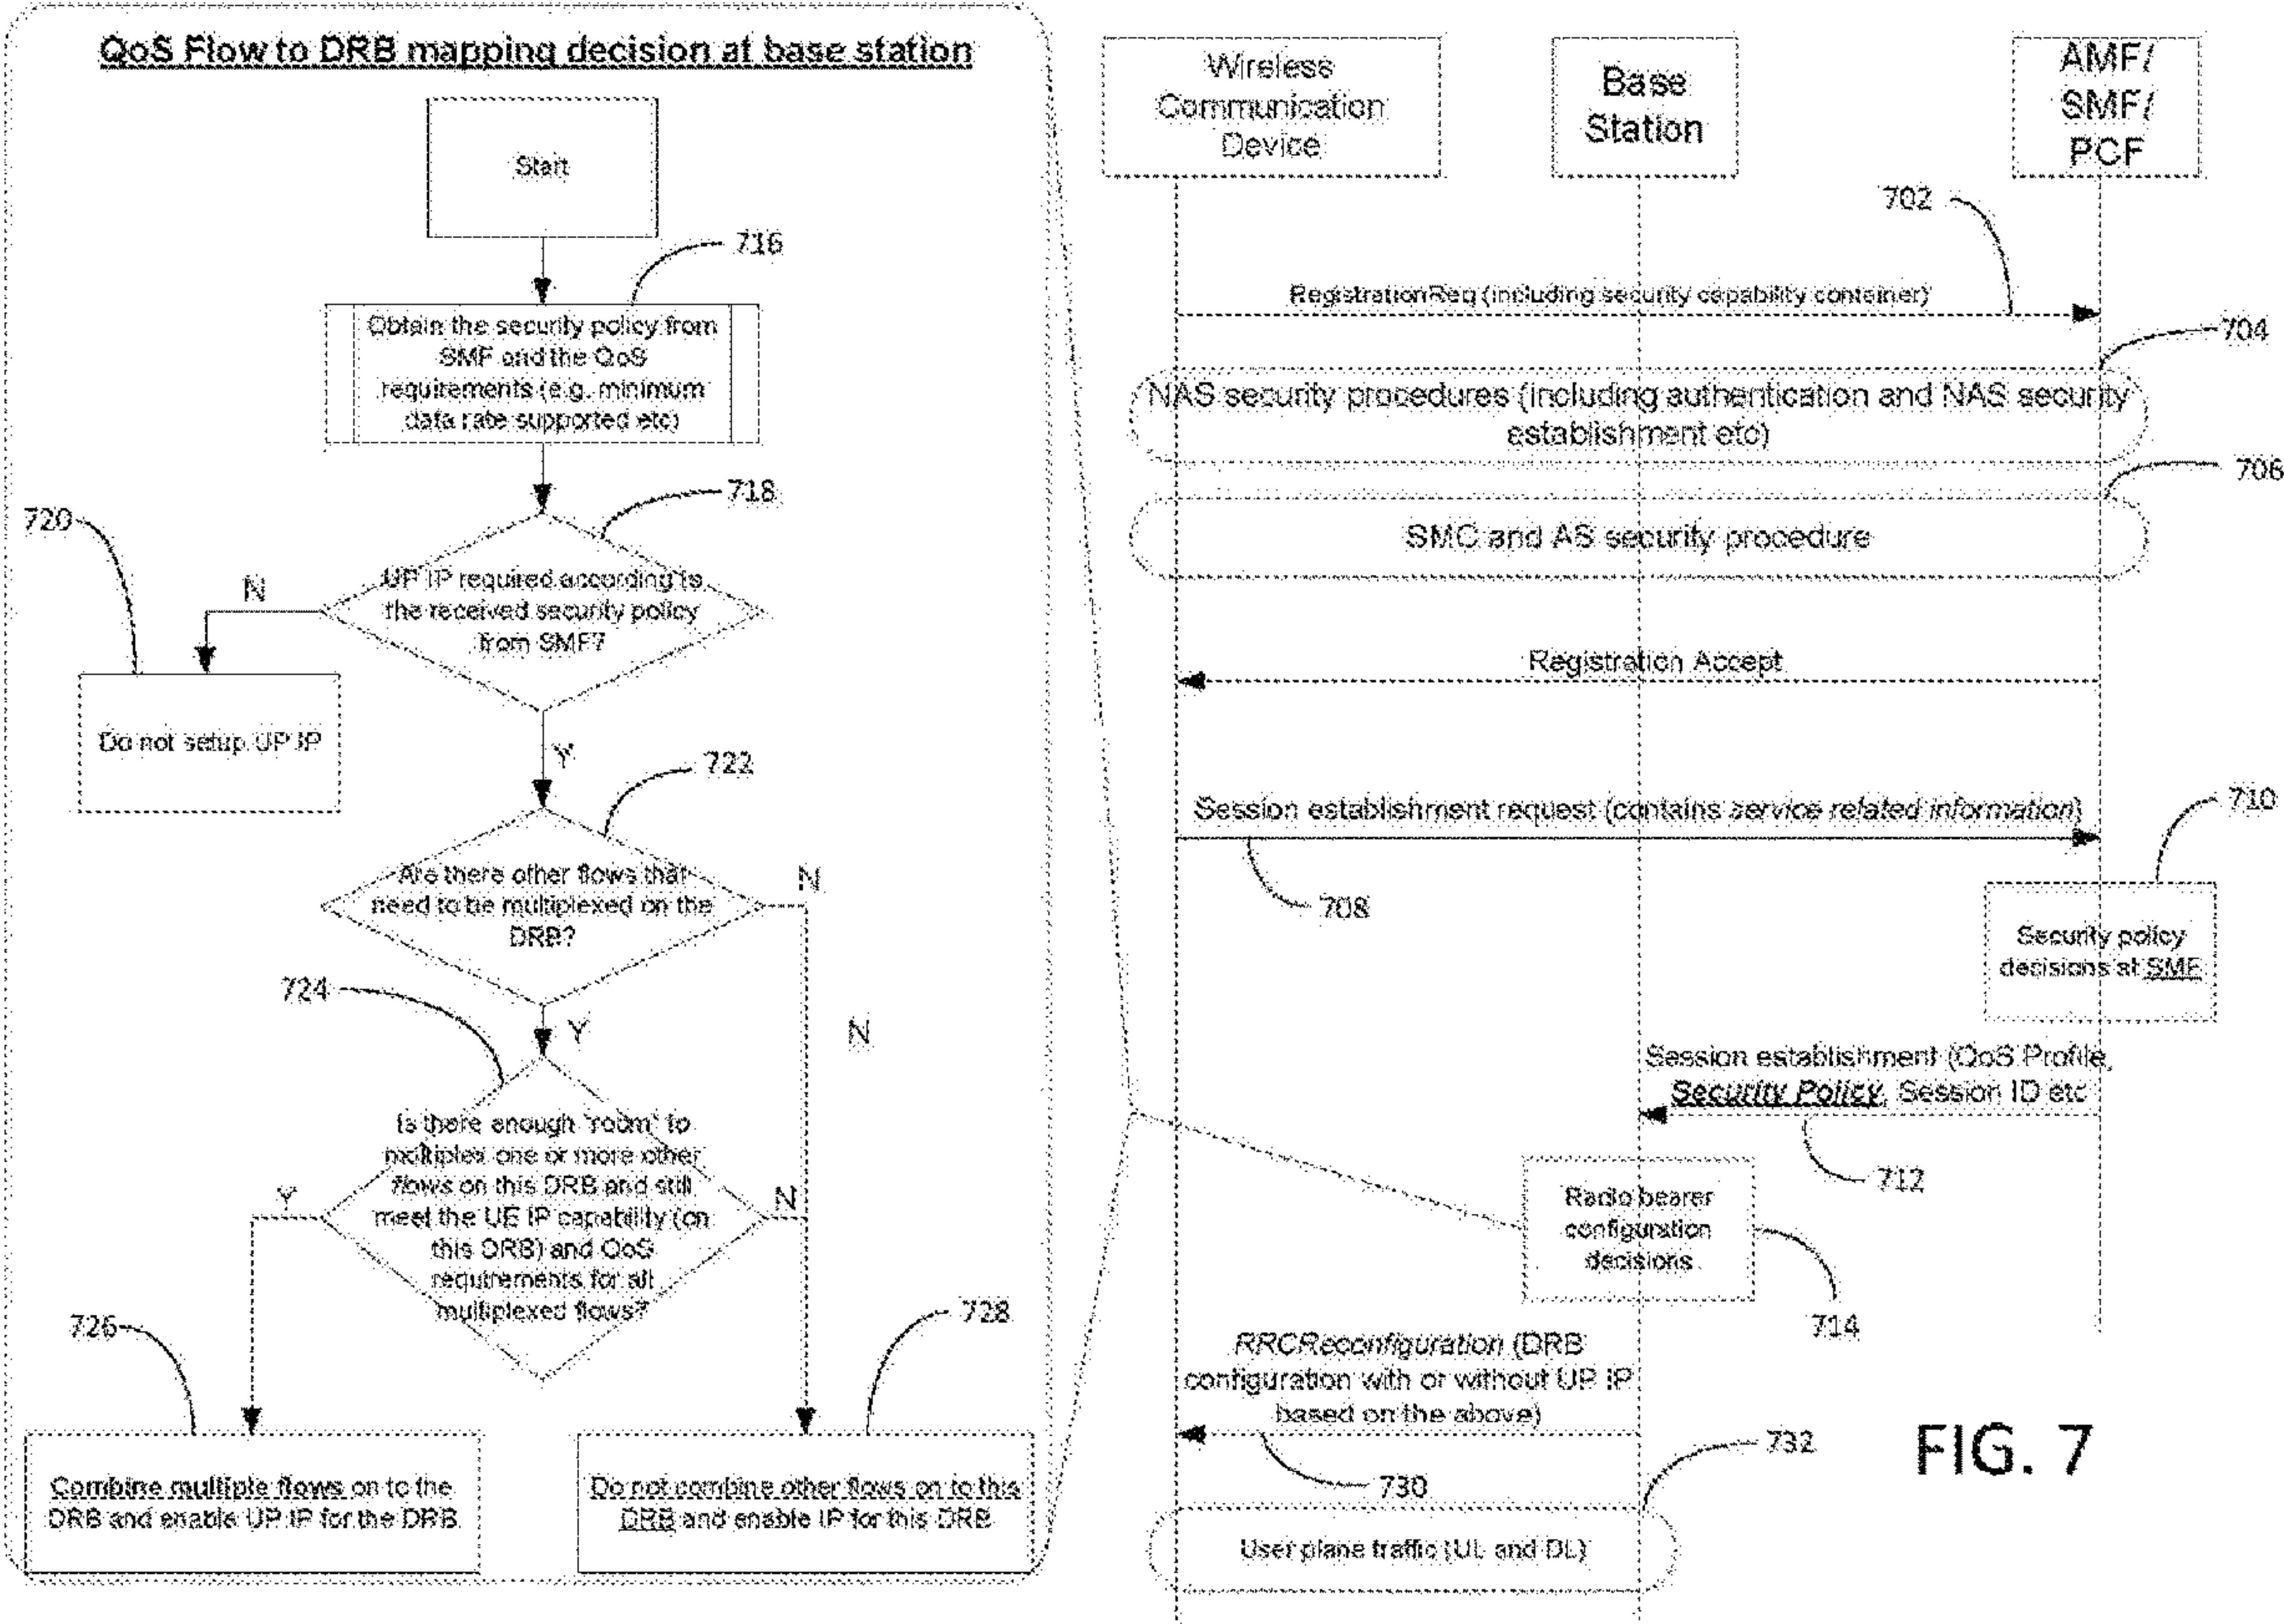 QoS Flow to DRB mapping decision at base station
Start
716
Obtain the security policy from
SMF and the QoS
requirements (e.g. minimum
data rate supported etc)
718
720
UP IP required according to
the received security policy
from SMF?
N
Do not setup UP IP
Y
722
Are there other flows that
need to be multiplexed on the
DRB?
N
724
Y
N
Is there enough "room" to
multiplex one or more other
flows on this DRB and still
meet the UE IP capability (on
this DRB) and QoS
requirements for all
multiplexed flows?
Y
N
726
728
Combine multiple flows on to the
DRB and enable UP IP for the DRB
Do not combine other flows on to this
DRB and enable IP for this DRB
Wireless
Communication
Device
Base
Station
AMF/
SMF/
PCF
702
RegistrationReq (including security capability container)
704
NAS security procedures (including authentication and NAS security
establishment etc)
706
SMC and AS security procedure
Registration Accept
Session establishment request (contains service related information)
708
710
Security policy
decisions at SMF
Session establishment (QoS Profile,
Security Policy, Session ID etc
712
Radio bearer
configuration
decisions
714
RRCReconfiguration (DRB
configuration with or without UP IP
based on the above)
730
732
User plane traffic (UL and DL)
FIG. 7